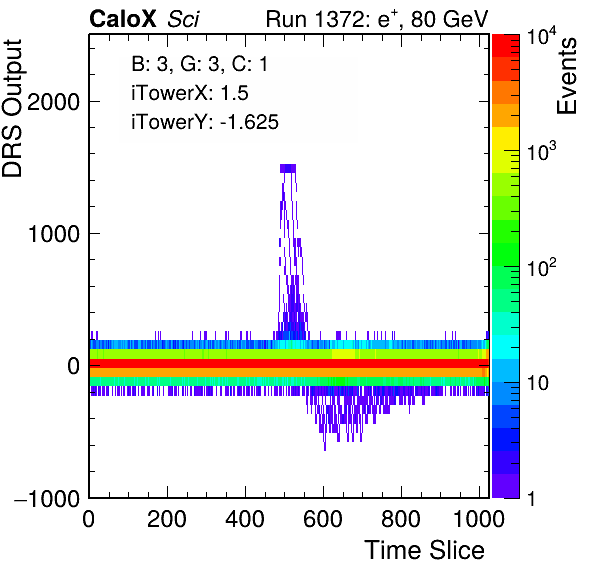 CaloX Sci Run 1372: e+, 80 GeV
B: 3, G: 3, C: 1
iTowerX: 1.5
iTowerY: -1.625
DRS Output
2000
1000
0
−1000
0 200 400 600 800 1000
Time Slice
Events
10^4
10^3
10^2
10
1